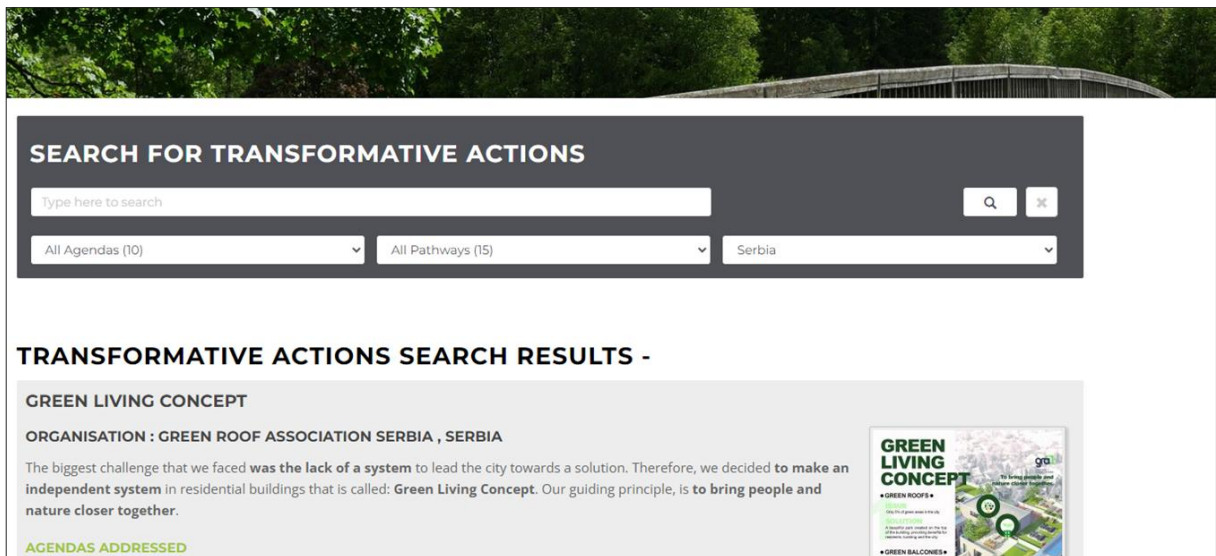 SEARCH FOR TRANSFORMATIVE ACTIONS
Type here to search
All Agendas (10)
All Pathways (15)
Serbia
TRANSFORMATIVE ACTIONS SEARCH RESULTS -
GREEN LIVING CONCEPT
ORGANISATION : GREEN ROOF ASSOCIATION SERBIA , SERBIA
The biggest challenge that we faced was the lack of a system to lead the city towards a solution. Therefore, we decided to make an
independent system in residential buildings that is called: Green Living Concept. Our guiding principle, is to bring people and
nature closer together.
AGENDAS ADDRESSED
GREEN
LIVING
CONCEPT
To bring people and
nature closer together.
• GREEN ROOFS •
ISSUE
SOLUTION
• GREEN BALCONIES •